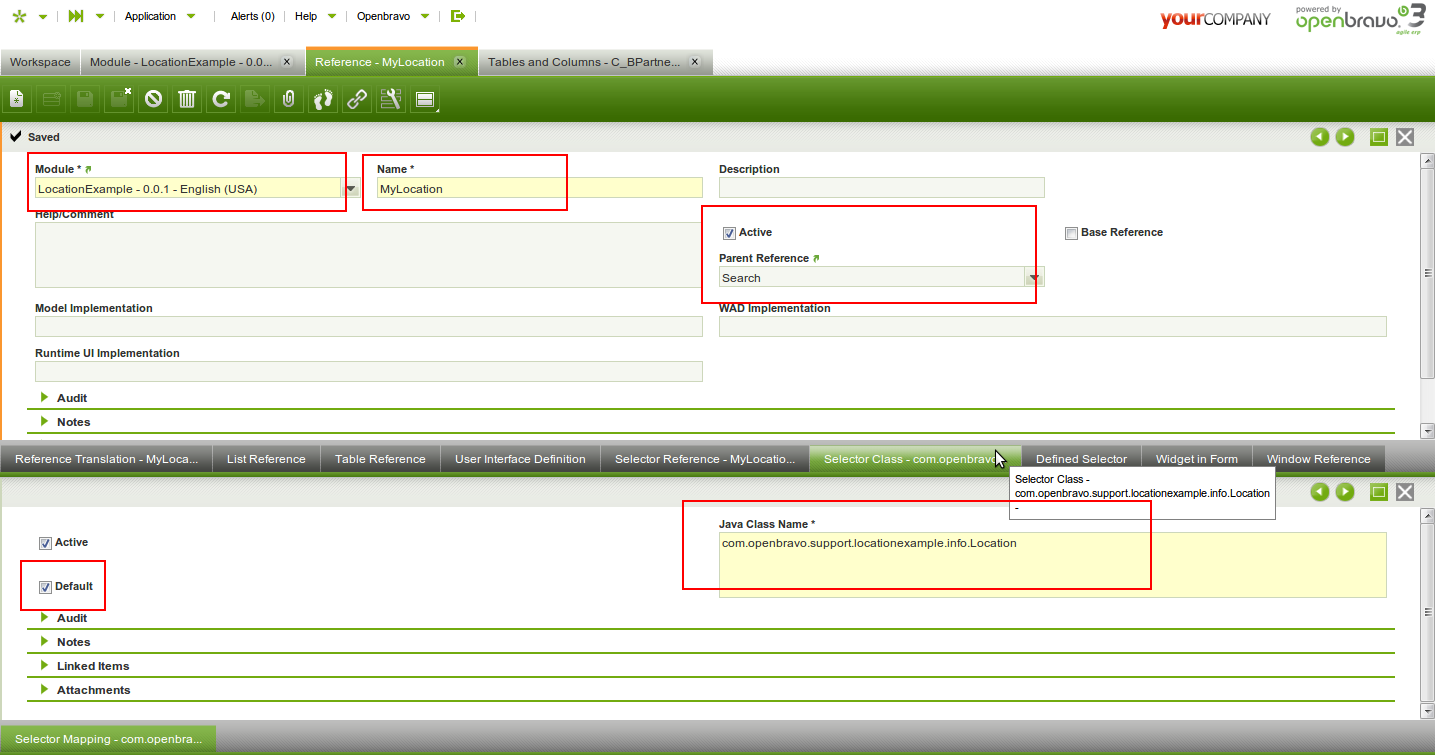 Application
Alerts (0)
Help
Openbravo
yourCOMPANY
powered by
openbravo 3
agile erp
Workspace
Module - LocationExample - 0.0...
Reference - MyLocation
Tables and Columns - C_BPartne...
Saved
Module *
Name *
Description
LocationExample - 0.0.1 - English (USA)
MyLocation
Help/Comment
Active
Base Reference
Parent Reference
Search
Model Implementation
WAD Implementation
Runtime UI Implementation
Audit
Notes
Reference Translation - MyLoca...
List Reference
Table Reference
User Interface Definition
Selector Reference - MyLocatio...
Selector Class - com.openbravo
Defined Selector
Widget in Form
Window Reference
Selector Class -
com.openbravo.support.locationexample.info.Location
-
Java Class Name *
Active
com.openbravo.support.locationexample.info.Location
Default
Audit
Notes
Linked Items
Attachments
Selector Mapping - com.openbra...